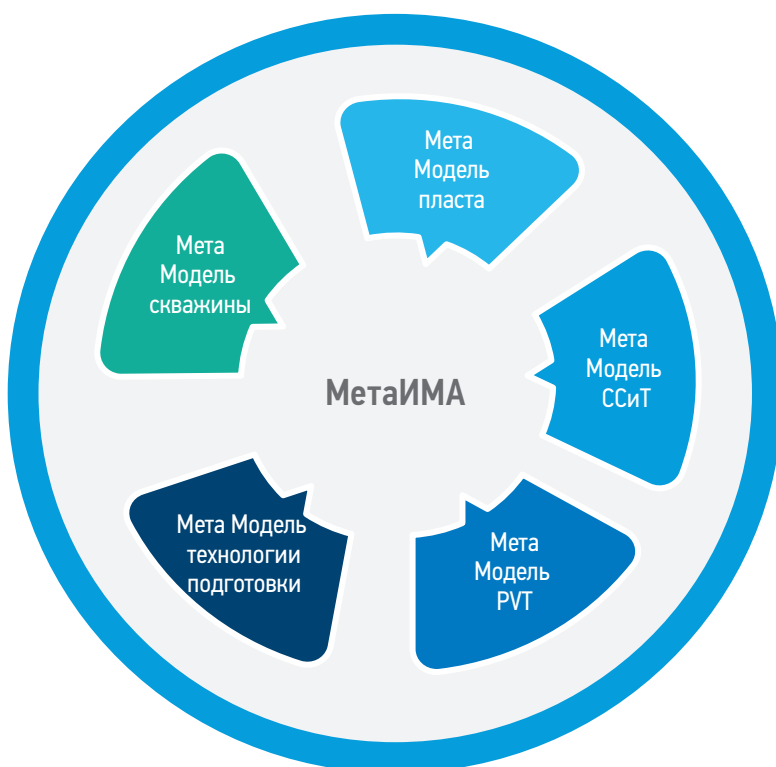 Мета
Модель
пласта
Мета
Модель
скважины
Мета
Модель
ССиТ
МетаИМА
Мета Модель
технологии
подготовки
Мета
Модель
PVT